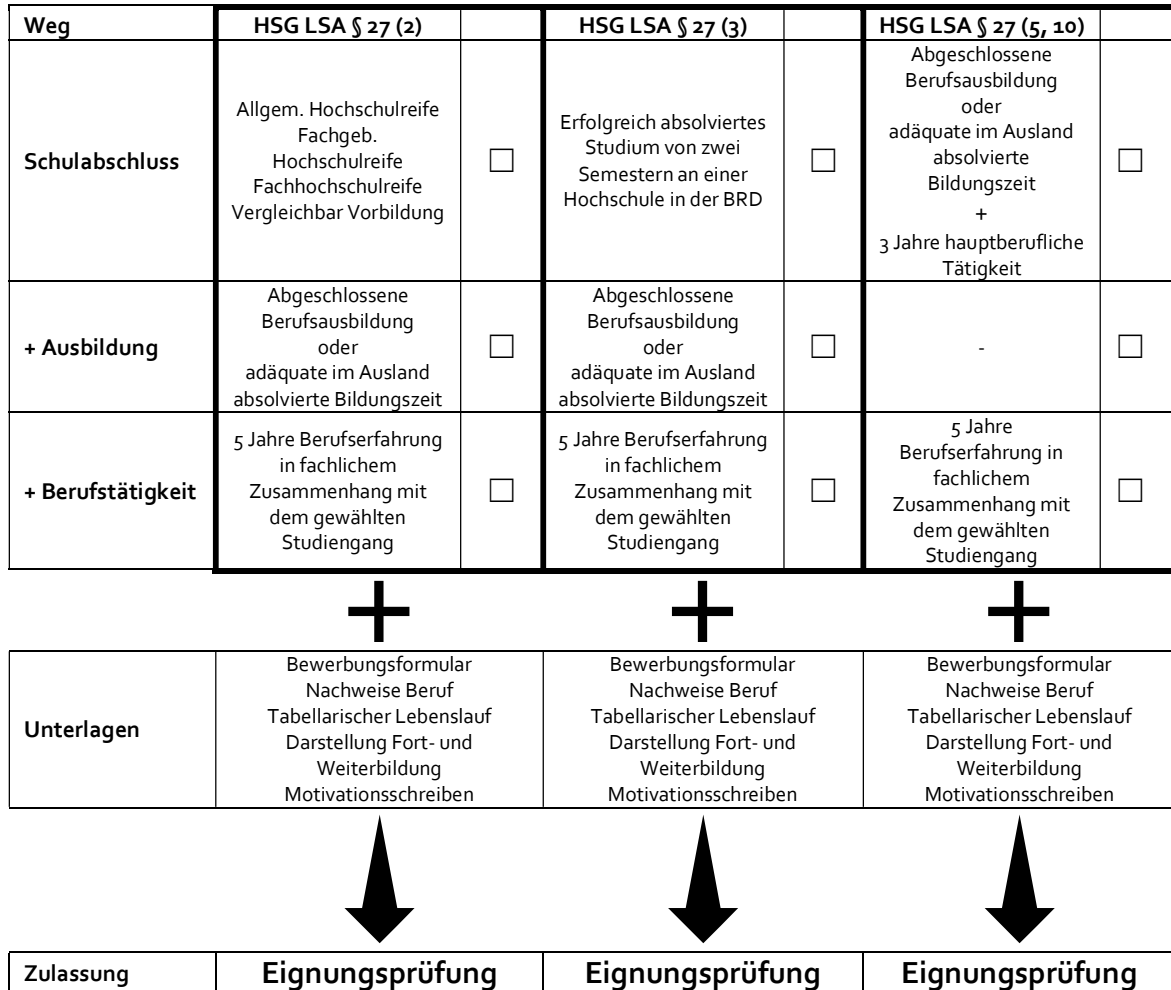 Weg
HSG LSA § 27 (2)
HSG LSA § 27 (3)
HSG LSA § 27 (5, 10)
Schulabschluss
Allgem. Hochschulreife
Fachgeb.
Hochschulreife
Fachhochschulreife
Vergleichbar Vorbildung
☐
Erfolgreich absolviertes
Studium von zwei
Semestern an einer
Hochschule in der BRD
☐
Abgeschlossene
Berufsausbildung
oder
adäquate im Ausland
absolvierte
Bildungszeit
+
3 Jahre hauptberufliche
Tätigkeit
☐
+ Ausbildung
Abgeschlossene
Berufsausbildung
oder
adäquate im Ausland
absolvierte Bildungszeit
☐
Abgeschlossene
Berufsausbildung
oder
adäquate im Ausland
absolvierte Bildungszeit
☐
-
☐
+ Berufstätigkeit
5 Jahre Berufserfahrung
in fachlichem
Zusammenhang mit
dem gewählten
Studiengang
☐
5 Jahre Berufserfahrung
in fachlichem
Zusammenhang mit
dem gewählten
Studiengang
☐
5 Jahre
Berufserfahrung in
fachlichem
Zusammenhang mit
dem gewählten
Studiengang
☐
+
+
+
Unterlagen
Bewerbungsformular
Nachweise Beruf
Tabellarischer Lebenslauf
Darstellung Fort- und
Weiterbildung
Motivationsschreiben
Bewerbungsformular
Nachweise Beruf
Tabellarischer Lebenslauf
Darstellung Fort- und
Weiterbildung
Motivationsschreiben
Bewerbungsformular
Nachweise Beruf
Tabellarischer Lebenslauf
Darstellung Fort- und
Weiterbildung
Motivationsschreiben
Zulassung
Eignungsprüfung
Eignungsprüfung
Eignungsprüfung